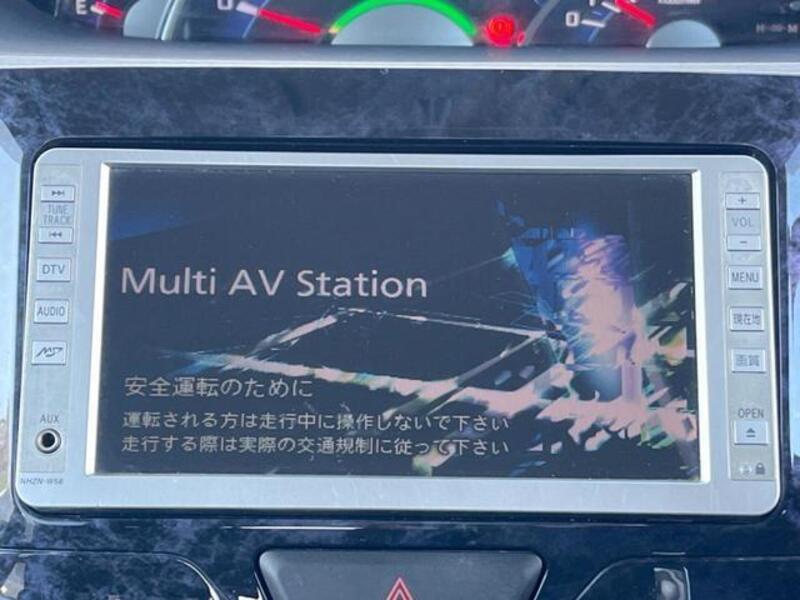 E
0
0
H
M
TUNE
TRACK
DTV
AUDIO
AUX
NHZN-W58
Multi AV Station
安全運転のために
運転される方は走行中に操作しないで下さい
走行する際は実際の交通規制に従って下さい
+
VOL
−
MENU
現在地
画質
OPEN